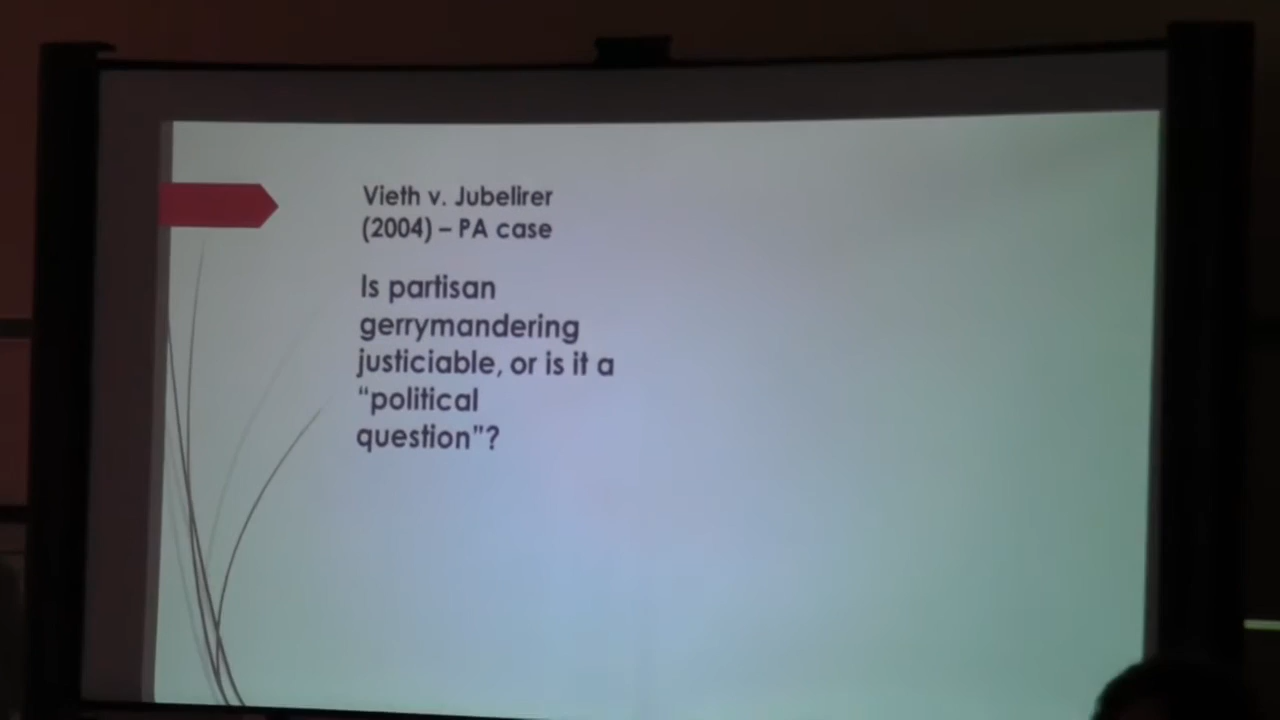 Vieth v. Jubelirer
(2004) – PA case
Is partisan
gerrymandering
justiciable, or is it a
“political
question”?